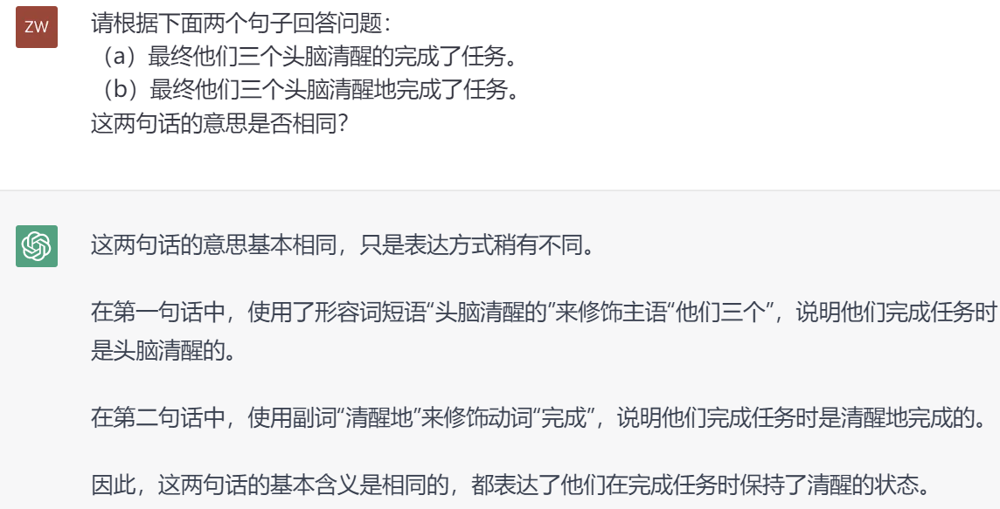 ZW
请根据下面两个句子回答问题：
（a）最终他们三个头脑清醒的完成了任务。
（b）最终他们三个头脑清醒地完成了任务。
这两句话的意思是否相同？
这两句话的意思基本相同，只是表达方式稍有不同。
在第一句话中，使用了形容词短语“头脑清醒的”来修饰主语“他们三个”，说明他们完成任务时
是头脑清醒的。
在第二句话中，使用副词“清醒地”来修饰动词“完成”，说明他们完成任务时是清醒地完成的。
因此，这两句话的基本含义是相同的，都表达了他们在完成任务时保持了清醒的状态。